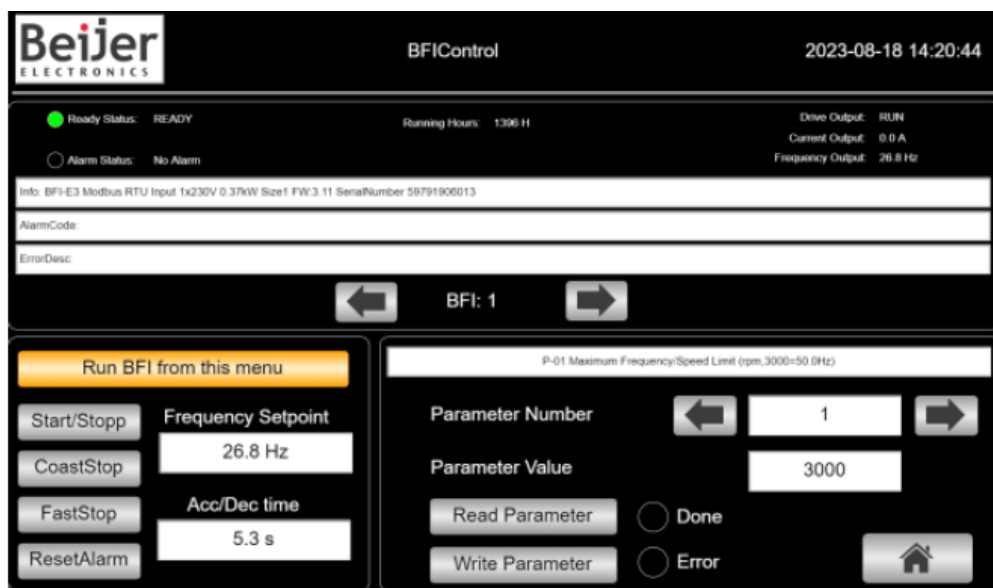 Beijer
ELECTRONICS
BFIControl
2023-08-18 14:20:44
Ready Status: READY
Running Hours: 1396 H
Drive Output: RUN
Current Output: 0.0 A
Alarm Status: No Alarm
Frequency Output: 26.8 Hz
Info: BFI-E3 Modbus RTU Input 1x230V 0.37kW Size1 FW:3.11 SerialNumber 59791906013
AlarmCode:
ErrorDesc:
BFI: 1
Run BFI from this menu
Start/Stopp
CoastStop
FastStop
ResetAlarm
Frequency Setpoint
26.8 Hz
Acc/Dec time
5.3 s
P-01 Maximum Frequency/Speed Limit (rpm,3000=50.0Hz)
Parameter Number
1
Parameter Value
3000
Read Parameter
Done
Write Parameter
Error